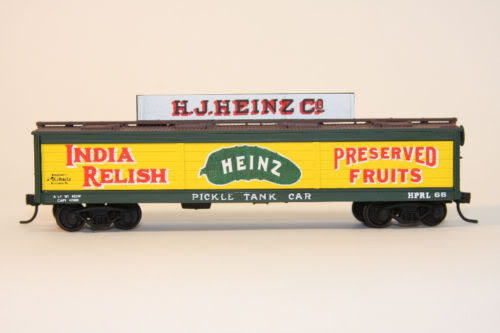 H.J. HEINZ CO
INDIA
RELISH
HEINZ
PRESERVED
FRUITS
PICKLE TANK CAR
HPRL 66